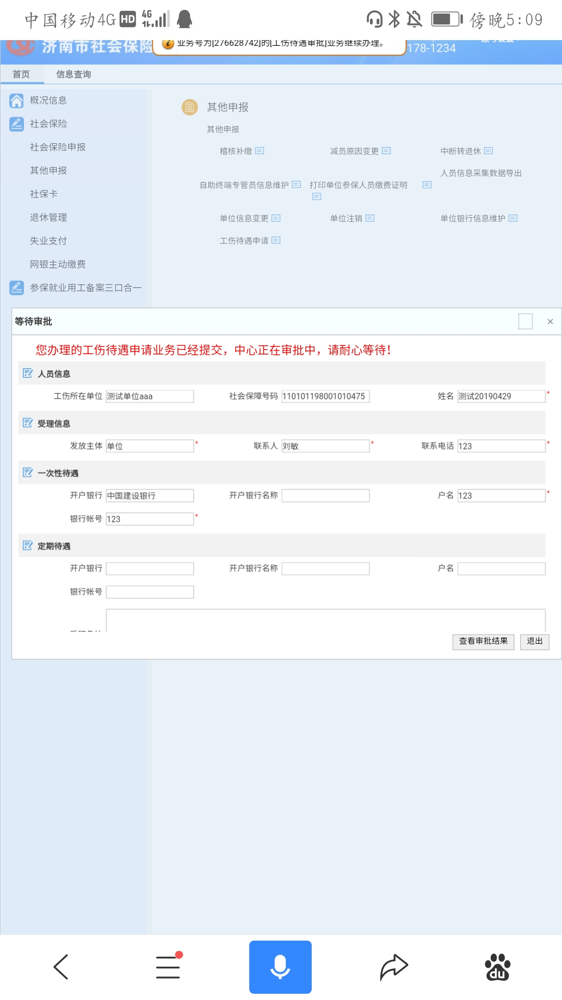 中国移动4G HD 4G 傍晚5:09
济南市社会保险
业务号为[276628742]的[工伤待遇审批]业务继续办理。
178-1234
首页 信息查询
概况信息
社会保险
社会保险申报
其他申报
社保卡
退休管理
失业支付
网银主动缴费
参保就业用工备案三口合一
其他申报
其他申报
稽核补缴 减员原因变更 中断转退休
自助终端专管员信息维护 打印单位参保人员缴费证明 人员信息采集数据导出
单位信息变更 单位注销 单位银行信息维护
工伤待遇申请
等待审批 ×
您办理的工伤待遇申请业务已经提交，中心正在审批中，请耐心等待！
人员信息
工伤所在单位 测试单位aaa 社会保障号码 110101198001010475 姓名 测试20190429 *
受理信息
发放主体 单位 * 联系人 刘敏 * 联系电话 123 *
一次性待遇
开户银行 中国建设银行 开户银行名称 户名 123 *
银行帐号 123 *
定期待遇
开户银行 开户银行名称 户名
银行帐号
查看审批结果 退出
du